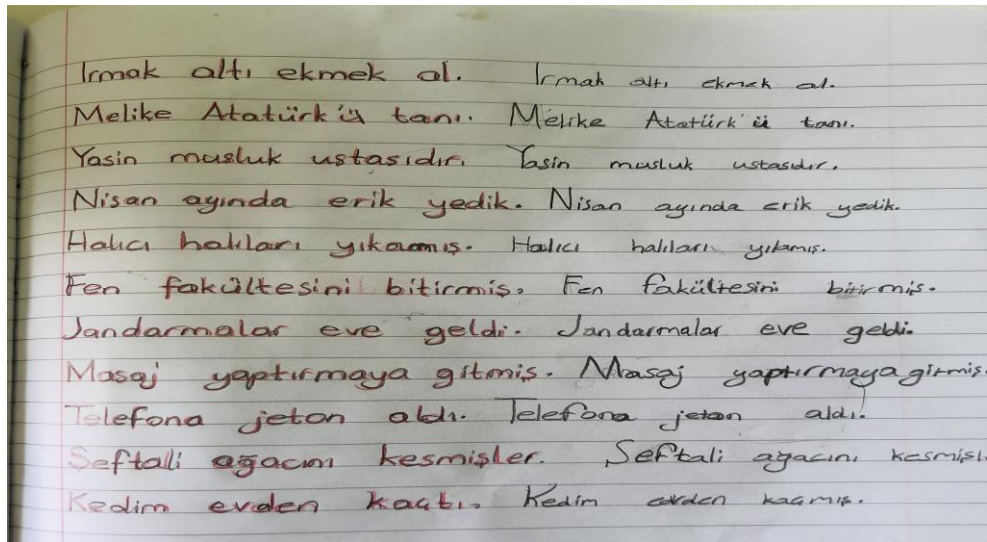 Irmak altı ekmek al. Irmak altı ekmek al.
Melike Atatürk'ü tanı. Melike Atatürk'ü tanı.
Yasin musluk ustasıdır. Yasin musluk ustasıdır.
Nisan ayında erik yedik. Nisan ayında erik yedik.
Halıcı halıları yıkamış. Halıcı halıları yıkamış.
Fen fakültesini bitirmiş. Fen fakültesini bitirmiş.
Jandarmalar eve geldi. Jandarmalar eve geldi.
Masaj yaptırmaya gitmiş. Masaj yaptırmaya gitmiş.
Telefona jeton aldı. Telefona jeton aldı.
Şeftali ağacını kesmişler. Şeftali ağacını kesmişl
Kedim evden kaçtı. Kedim evden kaçmış.